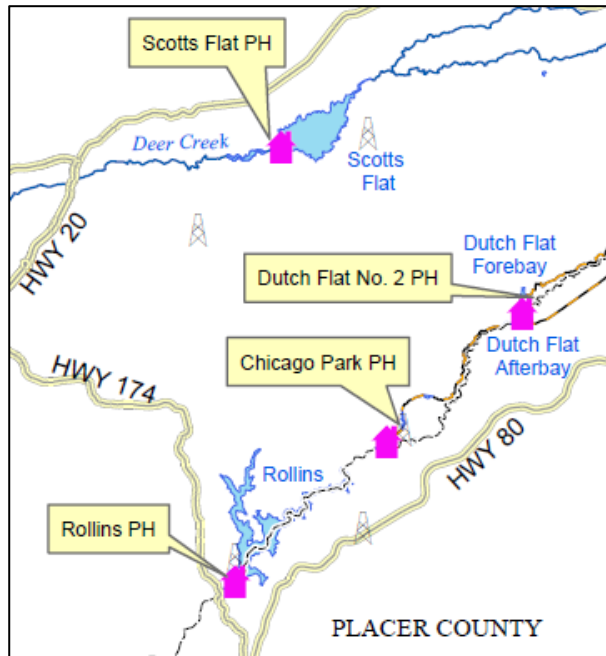 Scotts Flat PH
Deer Creek
Scotts
Flat
HWY 20
Dutch Flat
Forebay
Dutch Flat No. 2 PH
Dutch Flat
Afterbay
Chicago Park PH
HWY 174
HWY 80
Rollins
Rollins PH
PLACER COUNTY